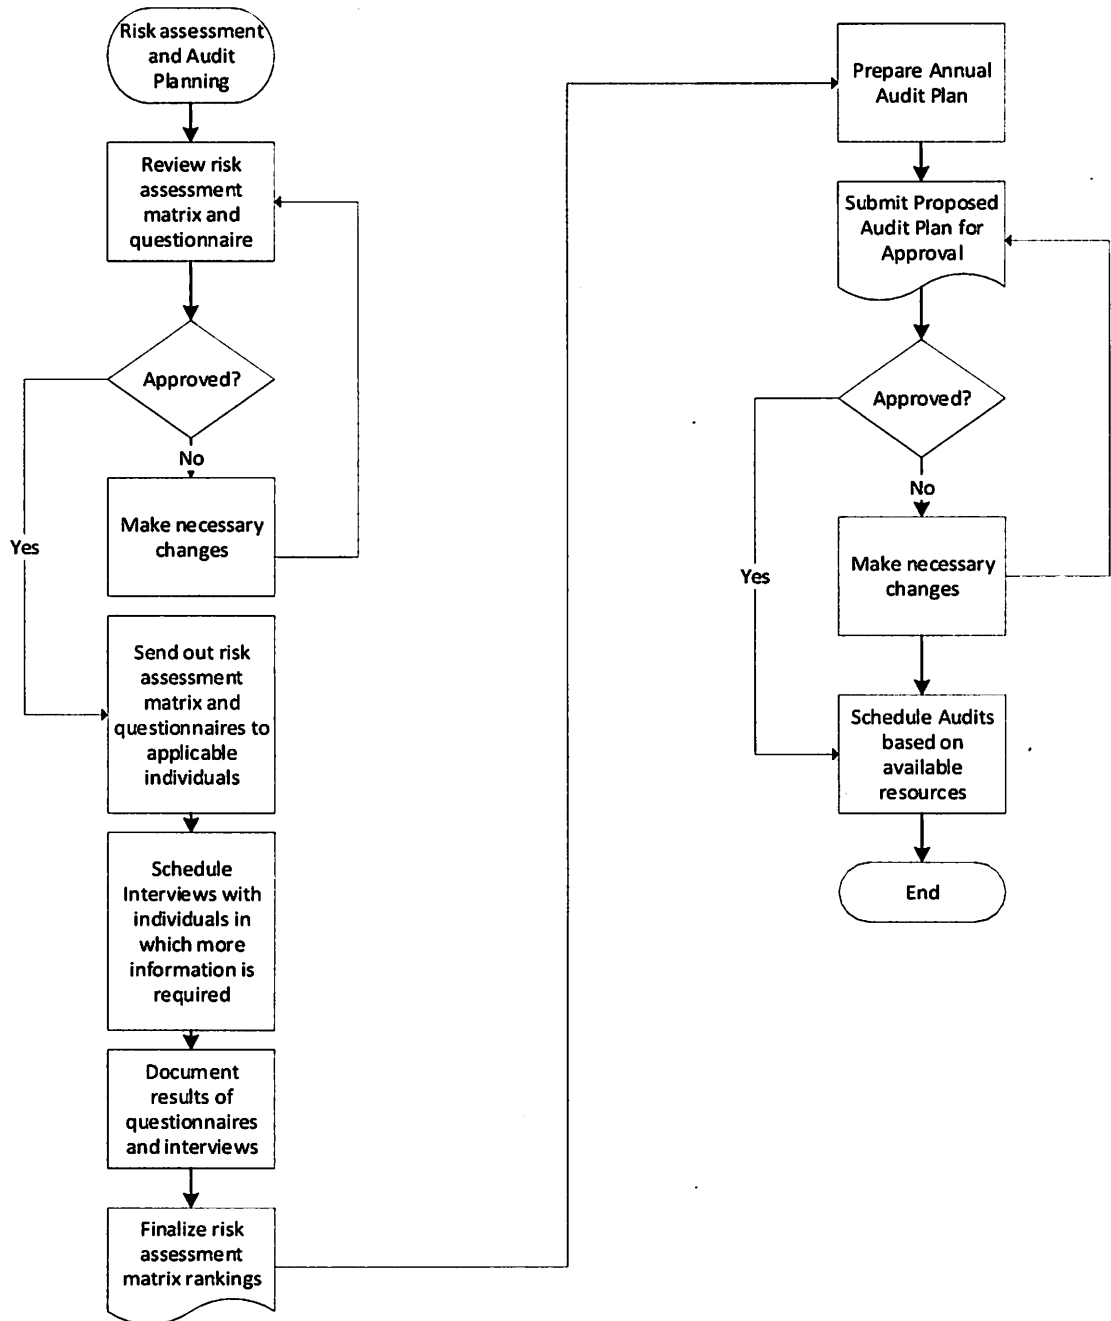 Risk assessment
and Audit
Planning
Review risk
assessment
matrix and
questionnaire
Approved?
No
Make necessary
changes
Yes
Send out risk
assessment
matrix and
questionnaires to
applicable
individuals
Schedule
Interviews with
individuals in
which more
information is
required
Document
results of
questionnaires
and interviews
Finalize risk
assessment
matrix rankings
Prepare Annual
Audit Plan
Submit Proposed
Audit Plan for
Approval
Approved?
No
Make necessary
changes
Yes
Schedule Audits
based on
available
resources
End